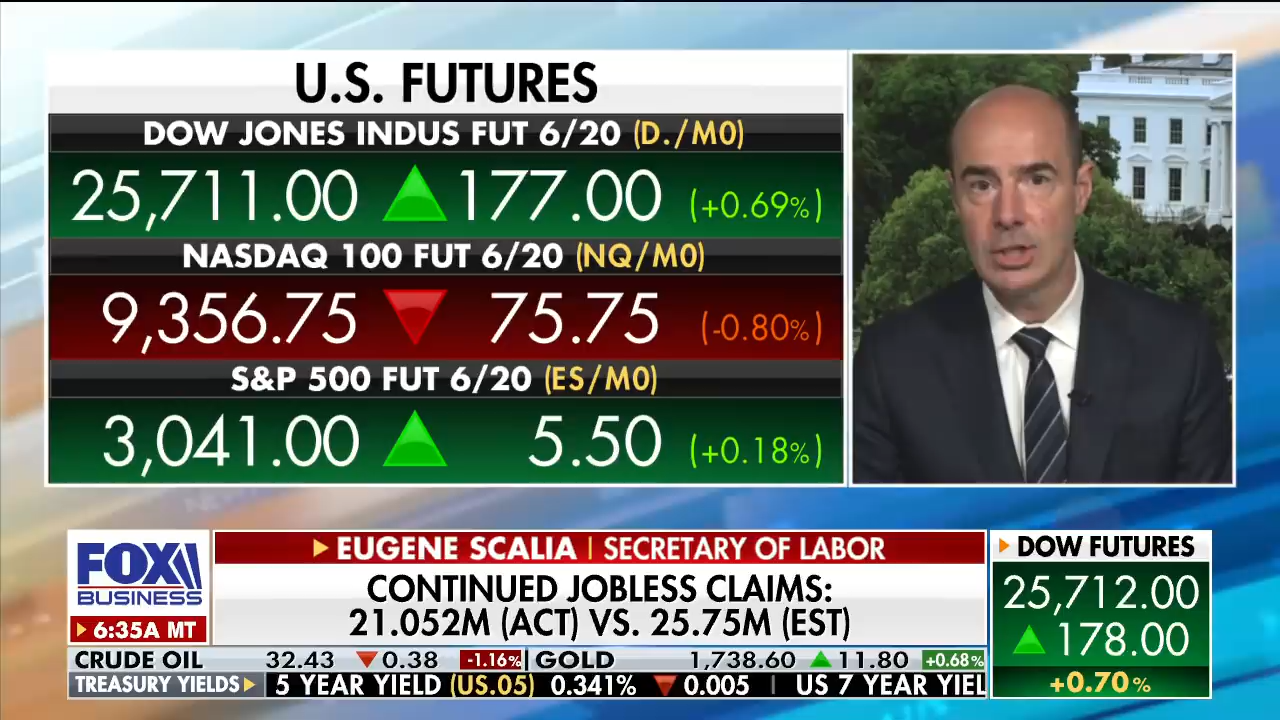 U.S. FUTURES
DOW JONES INDUS FUT 6/20 (D./M0)
25,711.00 ▲ 177.00 (+0.69%)
NASDAQ 100 FUT 6/20 (NQ/M0)
9,356.75 ▼ 75.75 (-0.80%)
S&P 500 FUT 6/20 (ES/M0)
3,041.00 ▲ 5.50 (+0.18%)
FOX
BUSINESS
6:35A MT
EUGENE SCALIA | SECRETARY OF LABOR
CONTINUED JOBLESS CLAIMS:
21.052M (ACT) VS. 25.75M (EST)
DOW FUTURES
25,712.00
▲ 178.00
+0.70%
CRUDE OIL 32.43 ▼0.38 -1.16% GOLD 1,738.60 ▲11.80 +0.68%
TREASURY YIELDS 5 YEAR YIELD (US.05) 0.341% ▼0.005 | US 7 YEAR YIEL